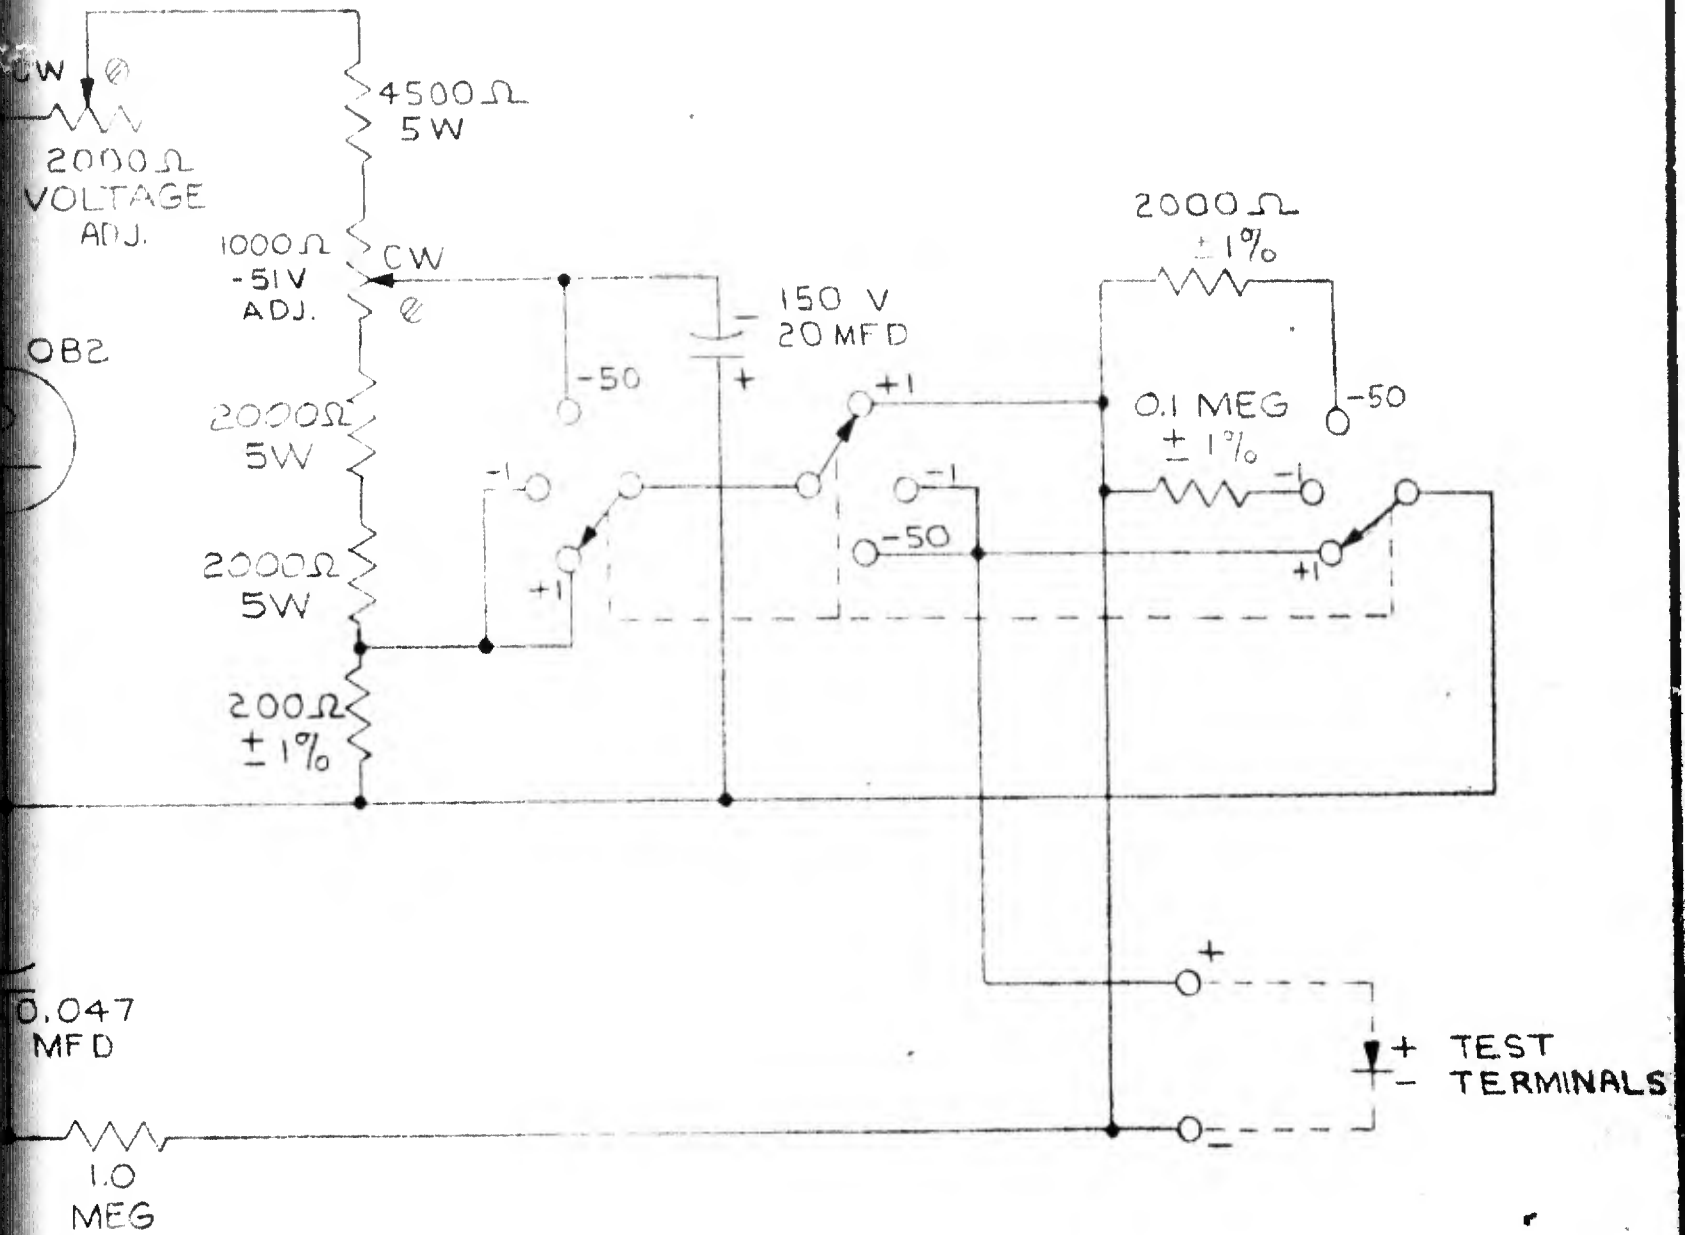 CW
2000Ω
VOLTAGE
ADJ.
4500Ω
5W
1000Ω
-51V
ADJ.
CW
OB2
2000Ω
5W
2000Ω
5W
200Ω
± 1%
-50
-1
+1
− 150 V
20 MFD
+
+1
-1
-50
2000Ω
± 1%
0.1 MEG
± 1%
-50
-1
+1
0.047
MFD
1.0
MEG
+
−
+ TEST
− TERMINALS